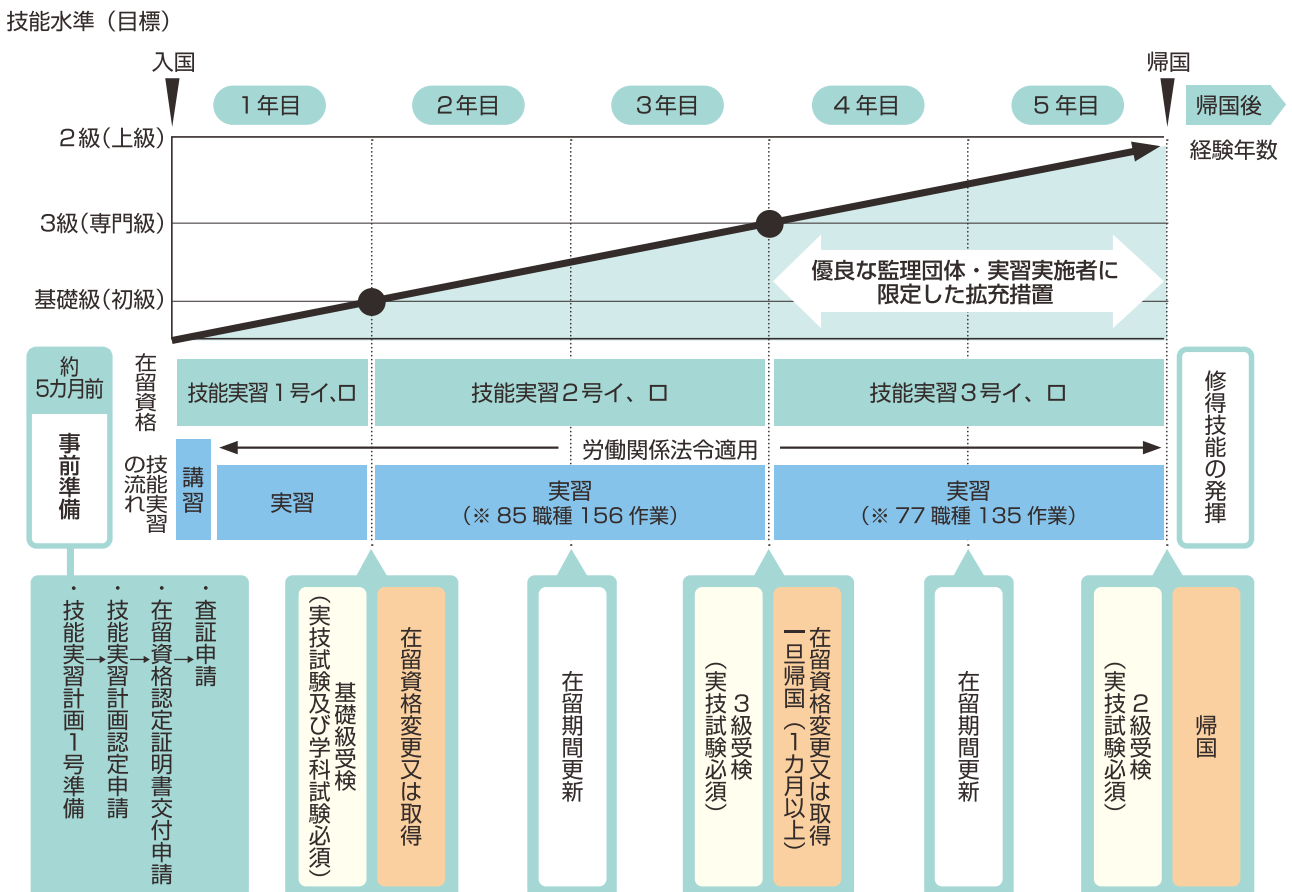 技能水準（目標）
入国
帰国
1年目
2年目
3年目
4年目
5年目
帰国後
2級(上級)
経験年数
3級(専門級)
優良な監理団体・実習実施者に
限定した拡充措置
基礎級(初級)
約
5カ月前
事前準備
在留資格
技能実習1号イ、ロ
技能実習2号イ、ロ
技能実習3号イ、ロ
修得技能の発揮
技能実習
の流れ
講習
労働関係法令適用
実習
実習
（※ 85 職種 156 作業）
実習
（※ 77 職種 135 作業）
・技能実習計画1号準備
→
・技能実習計画認定申請
→
・在留資格認定証明書交付申請
→
・査証申請
基礎級受検
（実技試験及び学科試験必須）
在留資格変更又は取得
在留期間更新
3級受検
（実技試験必須）
在留資格変更又は取得
一旦帰国（1カ月以上）
在留期間更新
2級受検
（実技試験必須）
帰国